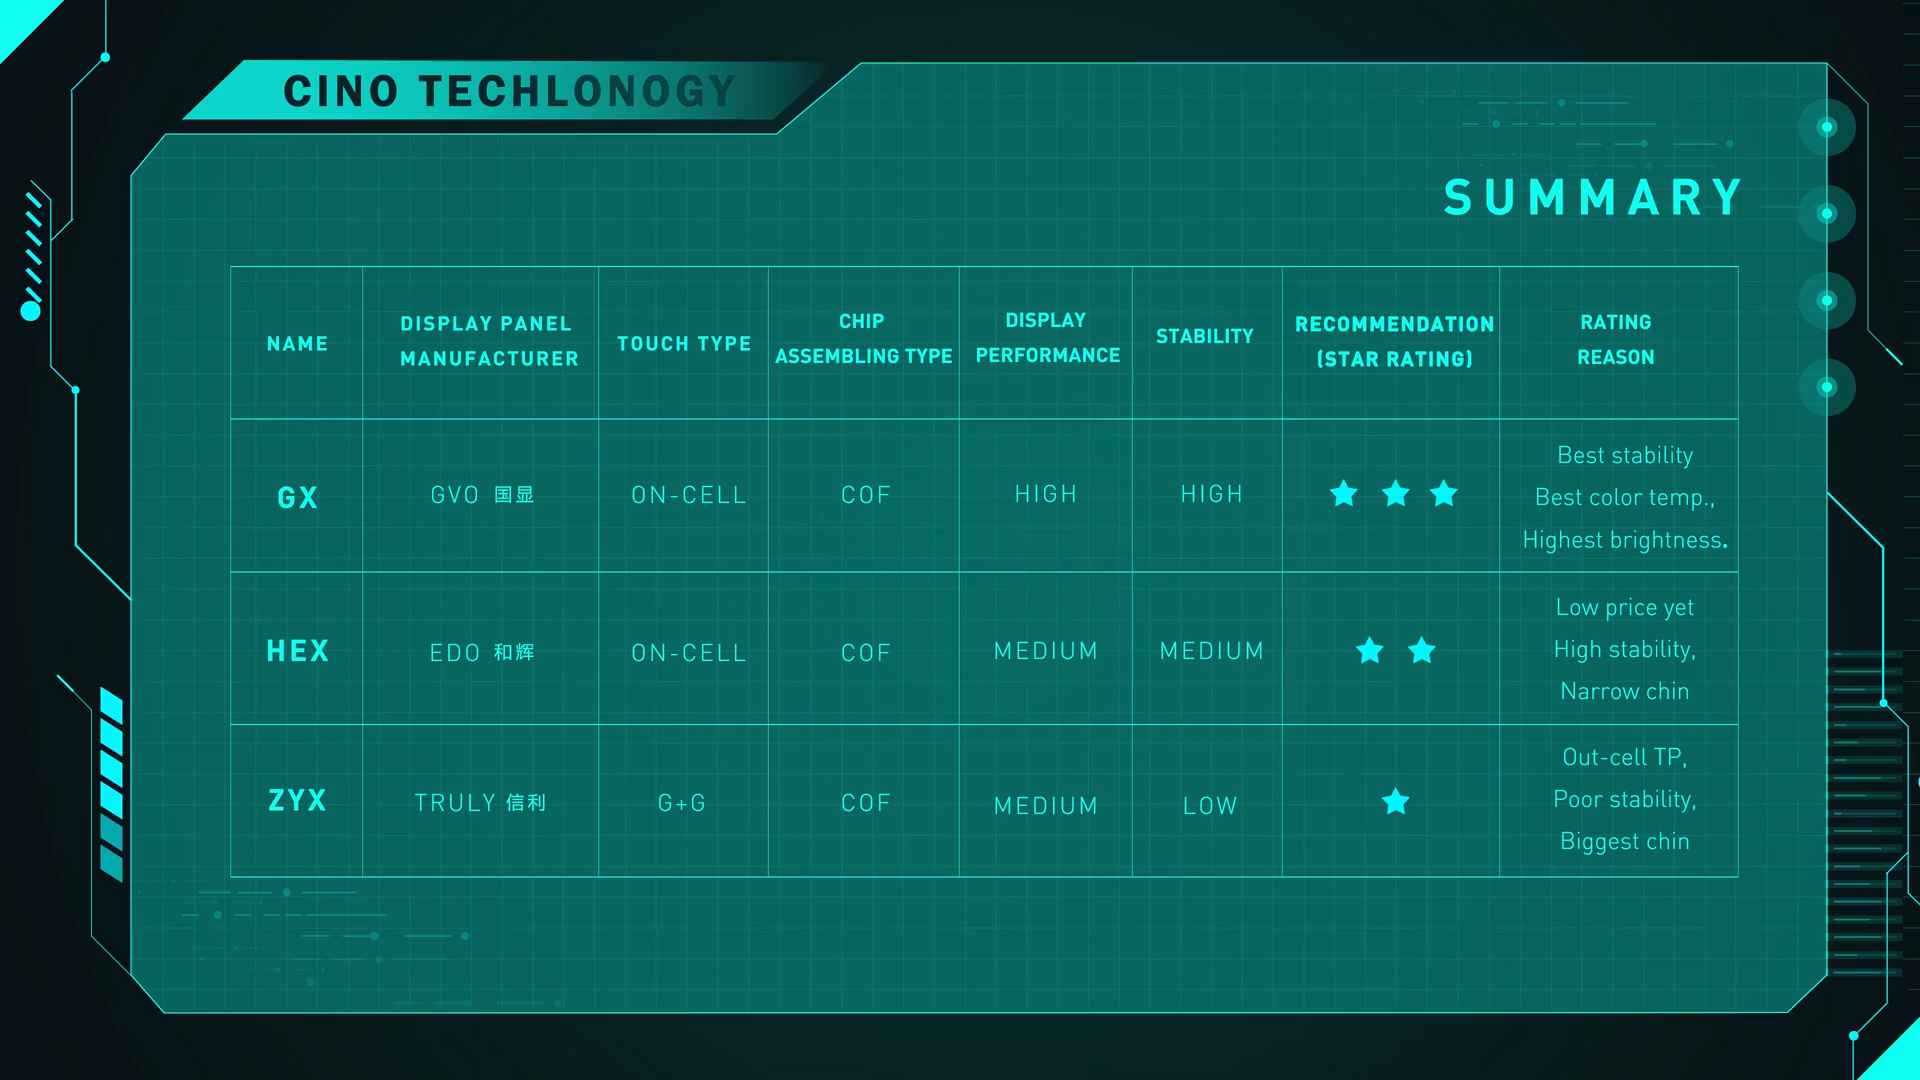 CINO TECHLONOGY
SUMMARY
NAME
DISPLAY PANEL
MANUFACTURER
TOUCH TYPE
CHIP
ASSEMBLING TYPE
DISPLAY
PERFORMANCE
STABILITY
RECOMMENDATION
(STAR RATING)
RATING
REASON
GX
GVO 国显
ON-CELL
COF
HIGH
HIGH
Best stability
Best color temp.,
Highest brightness.
HEX
EDO 和辉
ON-CELL
COF
MEDIUM
MEDIUM
Low price yet
High stability,
Narrow chin
ZYX
TRULY 信利
G+G
COF
MEDIUM
LOW
Out-cell TP,
Poor stability,
Biggest chin